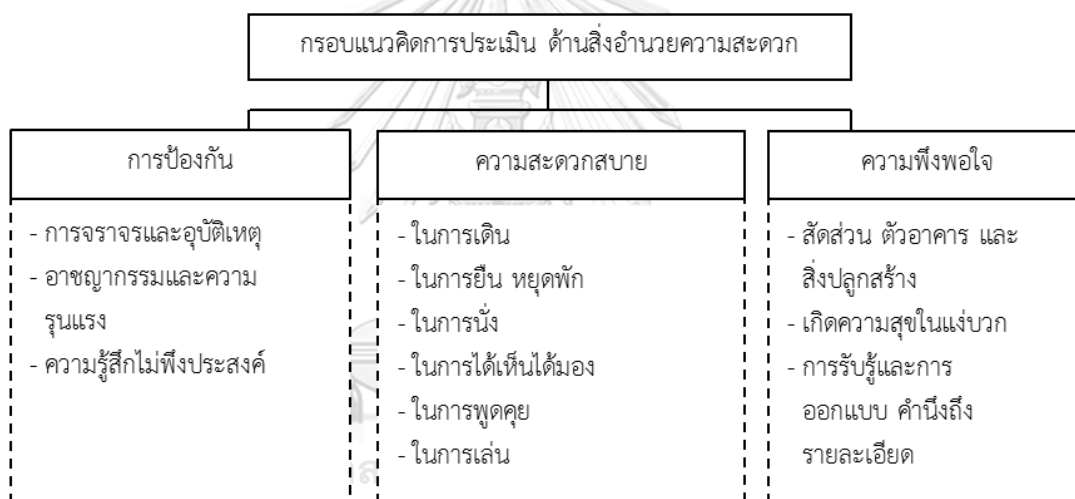 กรอบแนวคิดการประเมิน ด้านสิ่งอำนวยความสะดวก
การป้องกัน
- การจราจรและอุบัติเหตุ
- อาชญากรรมและความ
รุนแรง
- ความรู้สึกไม่พึงประสงค์
ความสะดวกสบาย
- ในการเดิน
- ในการยืน หยุดพัก
- ในการนั่ง
- ในการได้เห็นได้มอง
- ในการพูดคุย
- ในการเล่น
ความพึงพอใจ
- สัดส่วน ตัวอาคาร และ
สิ่งปลูกสร้าง
- เกิดความสุขในแง่บวก
- การรับรู้และการ
ออกแบบ คำนึงถึง
รายละเอียด